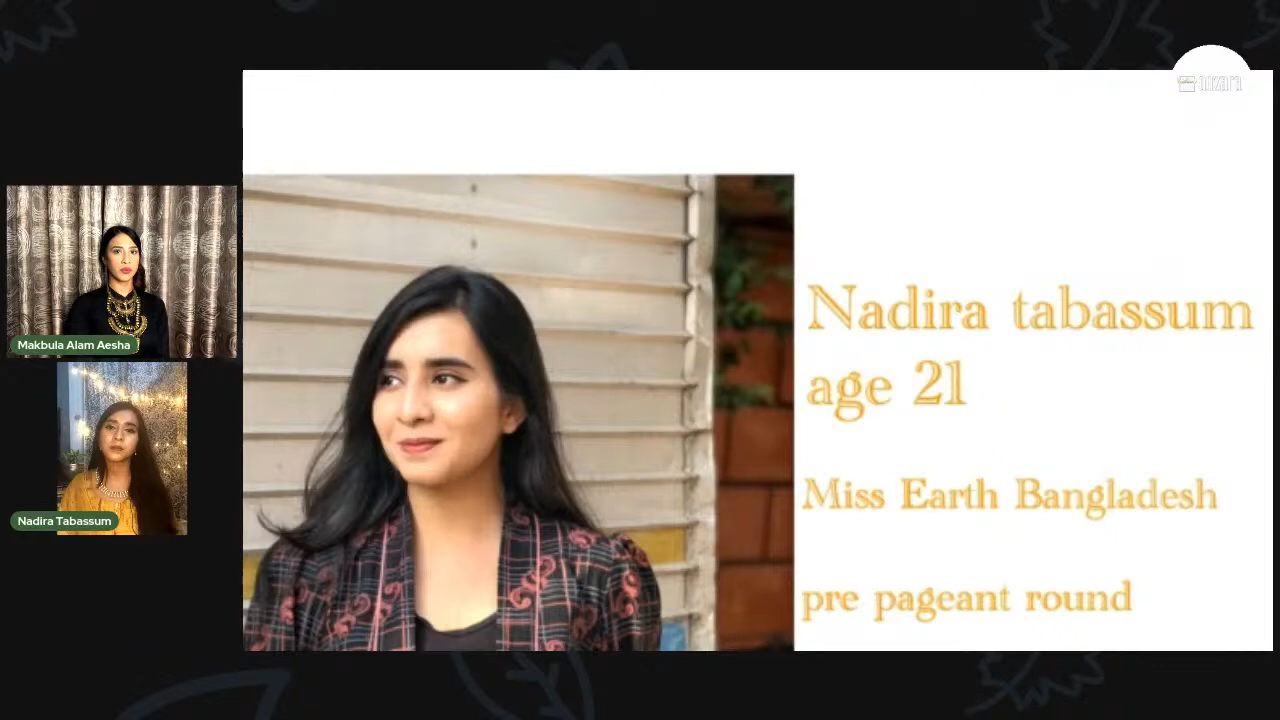 Makbula Alam Aesha
Nadira Tabassum
Nadira tabassum
age 21
Miss Earth Bangladesh
pre pageant round